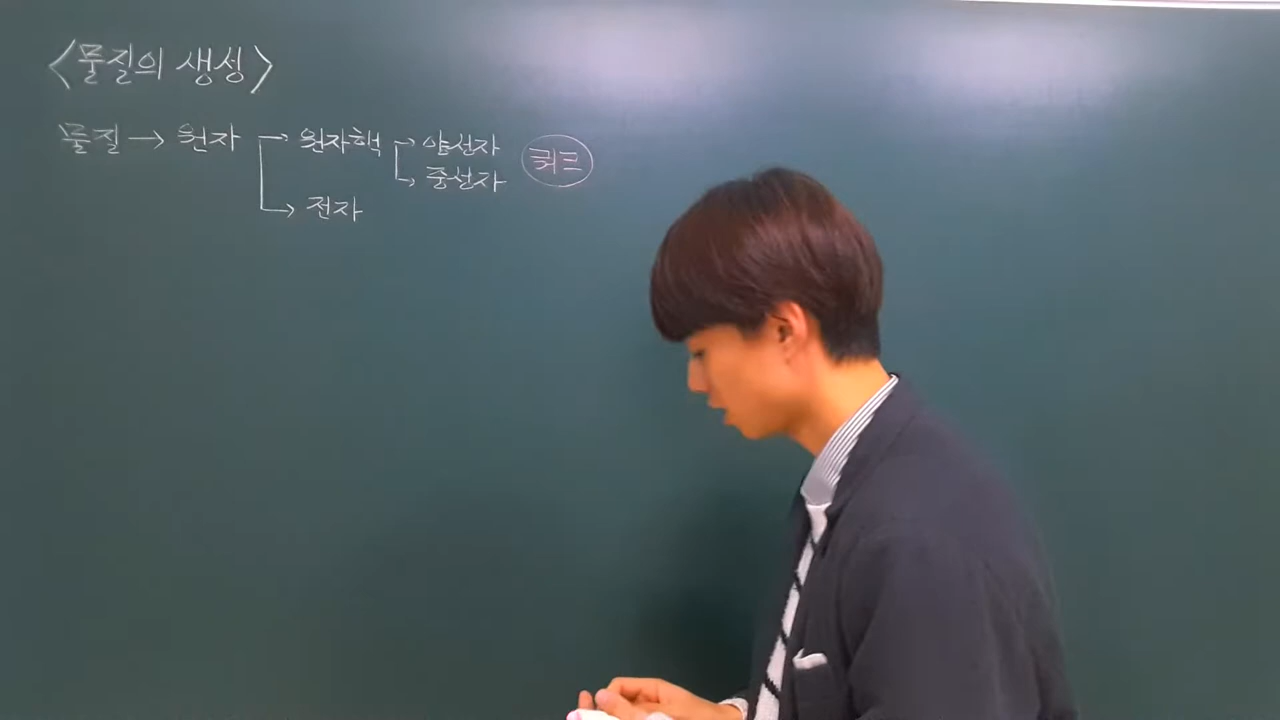 <물질의 생성>
물질 → 원자 → 원자핵 → 양성자 쿼크
→ 중성자
→ 전자